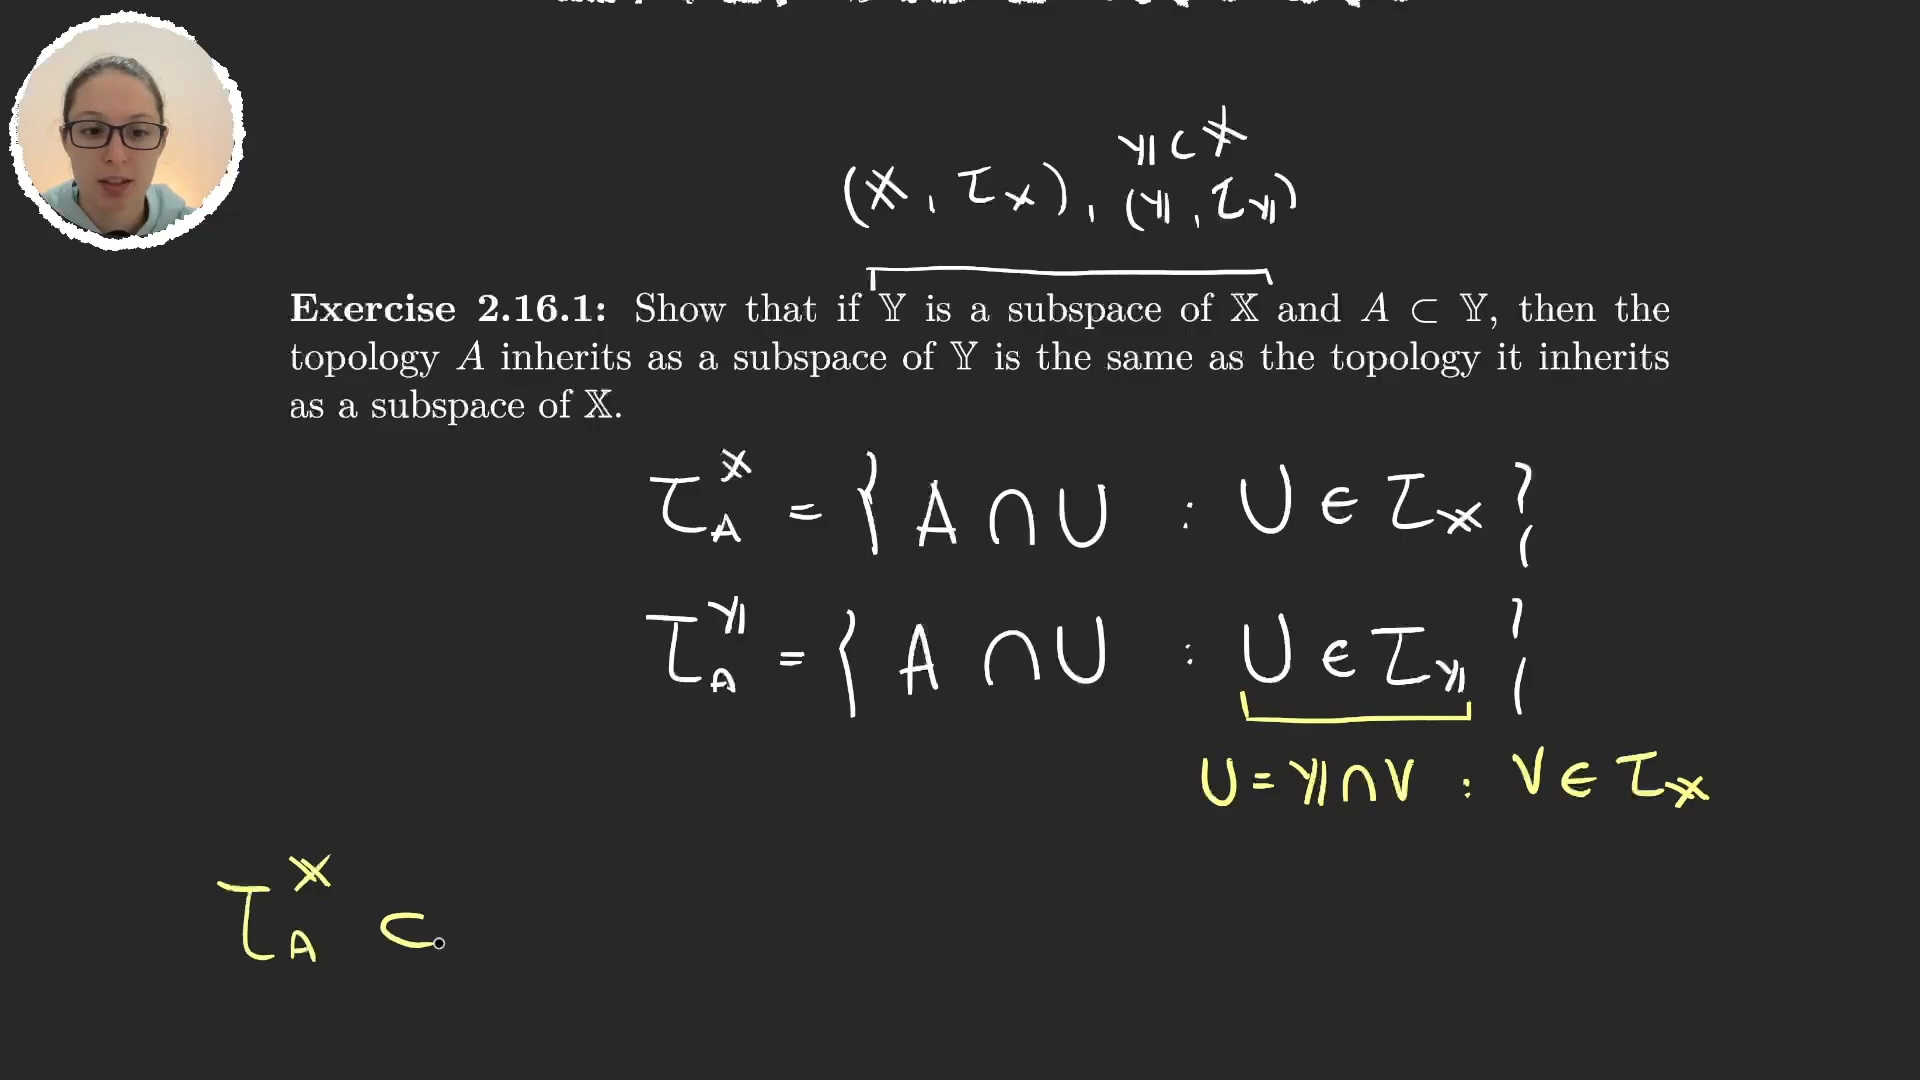 𝕐 ⊂ 𝕏
(𝕏, τ_𝕏), (𝕐, τ_𝕐)
Exercise 2.16.1: Show that if 𝕐 is a subspace of 𝕏 and A ⊂ 𝕐, then the
topology A inherits as a subspace of 𝕐 is the same as the topology it inherits
as a subspace of 𝕏.
τ_A^𝕏 = { A ∩ U : U ∈ τ_𝕏 }
τ_A^𝕐 = { A ∩ U : U ∈ τ_𝕐 }
U = 𝕐 ∩ V : V ∈ τ_𝕏
τ_A^𝕏 ⊂